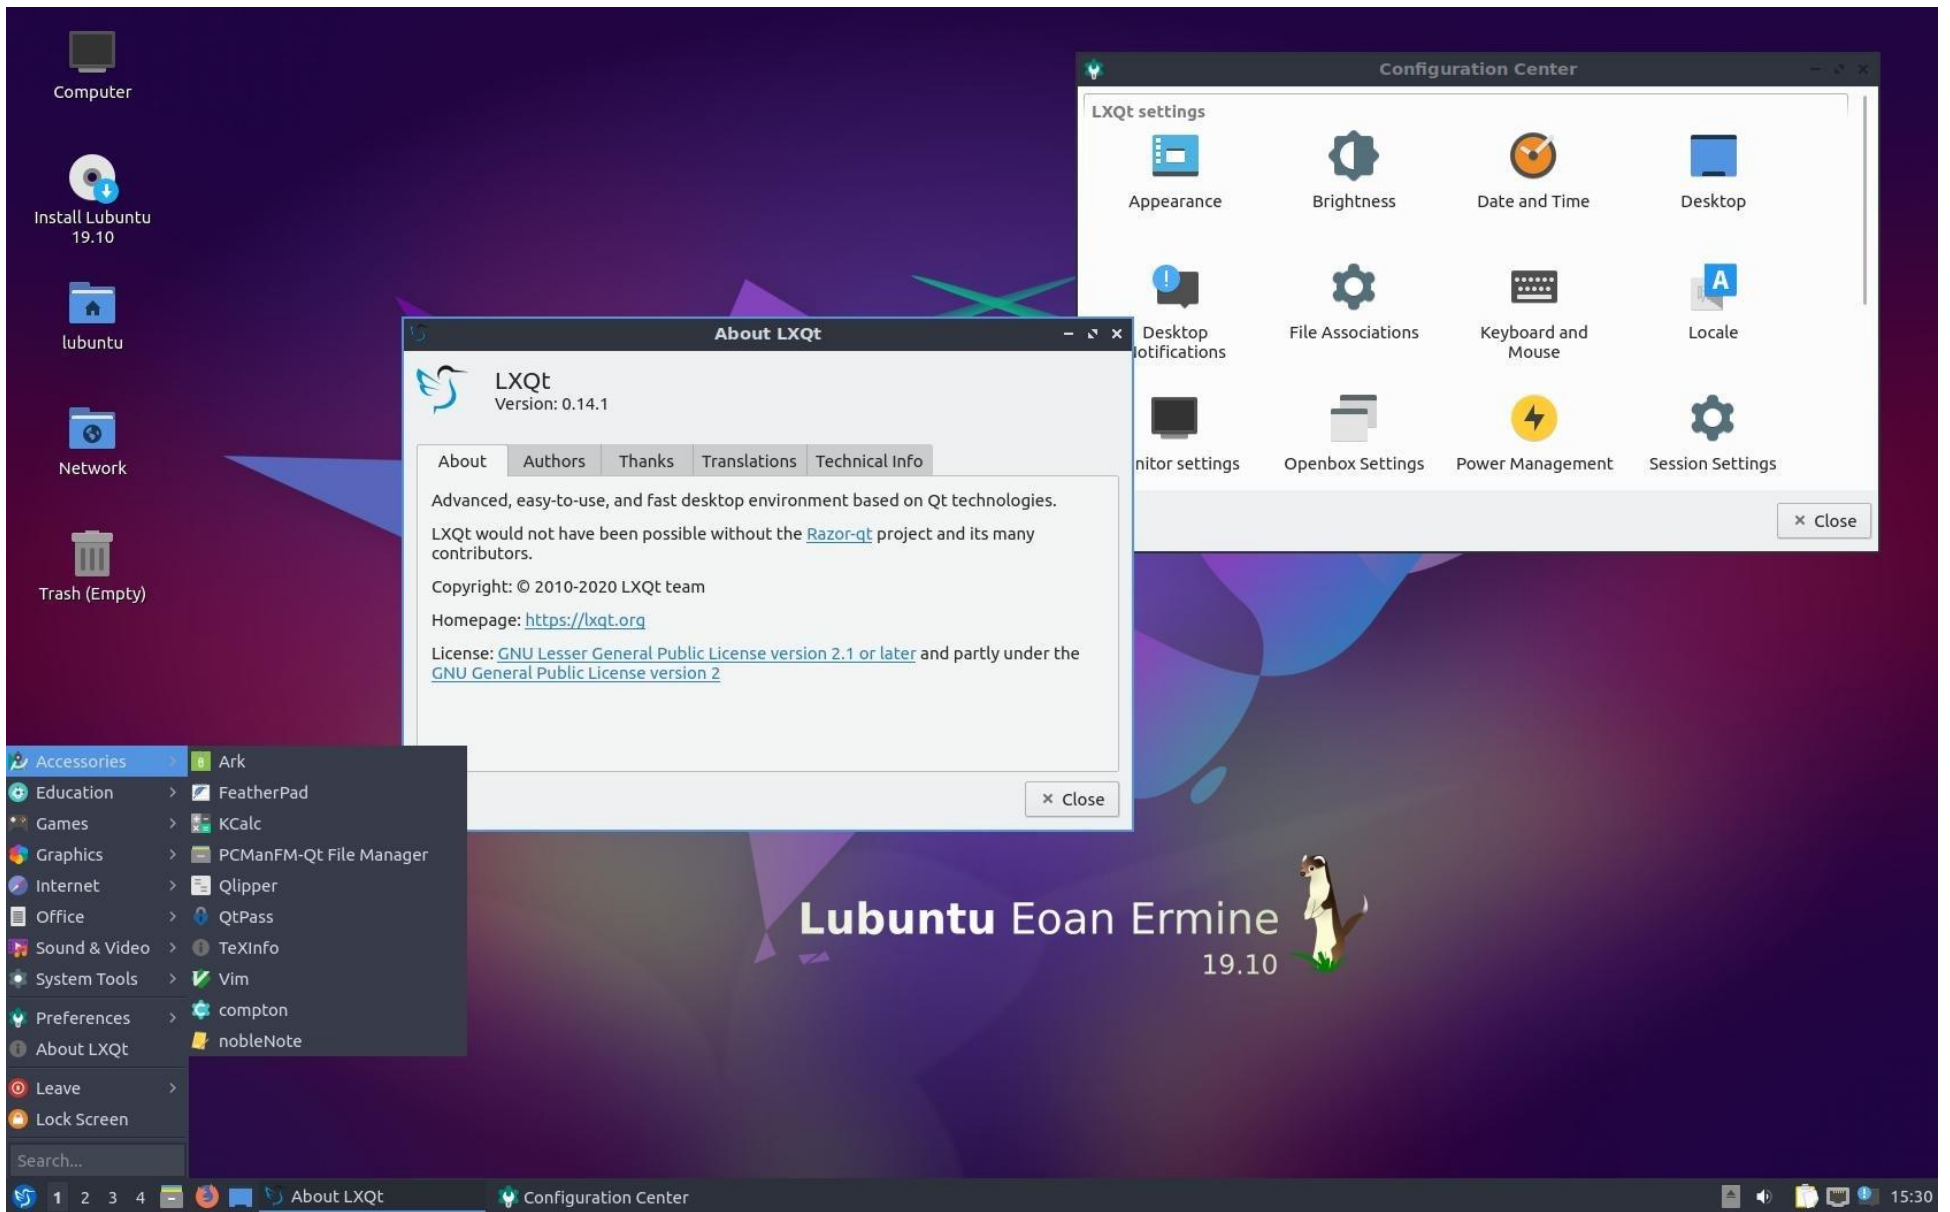 Computer
Install Lubuntu
19.10
lubuntu
Network
Trash (Empty)
Configuration Center
LXQt settings
Appearance
Brightness
Date and Time
Desktop
Desktop
File Associations
Keyboard and
Mouse
Locale
settings
Openbox Settings
Power Management
Session Settings
Close
About LXQt
LXQt
Version: 0.14.1
About
Authors
Thanks
Translations
Technical Info
Advanced, easy-to-use, and fast desktop environment based on Qt technologies.
LXQt would not have been possible without the Razor-qt project and its many
contributors.
Copyright: © 2010-2020 LXQt team
Homepage: https://lxqt.org
License: GNU Lesser General Public License version 2.1 or later and partly under the
GNU General Public License version 2
Close
Accessories
Education
Games
Graphics
Internet
Office
Sound & Video
System Tools
Preferences
About LXQt
Leave
Lock Screen
Search...
Ark
FeatherPad
KCalc
PCManFM-Qt File Manager
Qlipper
QtPass
TeXInfo
Vim
compton
nobleNote
Lubuntu Eoan Ermine
19.10
1 2 3 4
About LXQt
Configuration Center
15:30